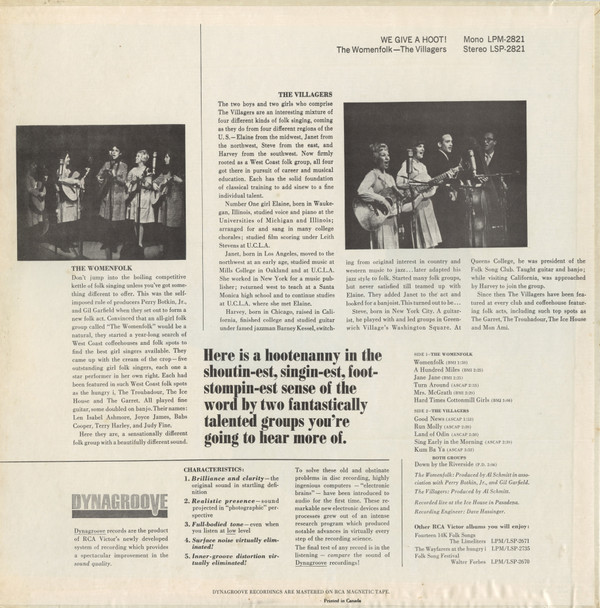 WE GIVE A HOOT! Mono LPM-2821
The Womenfolk—The Villagers Stereo LSP-2821
THE VILLAGERS
The two boys and two girls who comprise
The Villagers are an interesting mixture of
four different kinds of folk singing, coming
as they do from four different regions of the
U.S.—Elaine from the midwest, Janet from
the northwest, Steve from the east, and
Harvey from the southwest. Now firmly
rooted as a West Coast folk group, all four
got there in pursuit of career and musical
education. Each has the solid foundation
of classical training to add sinew to a fine
individual talent.
Number One girl Elaine, born in Wauke-
gan, Illinois, studied voice and piano at the
Universities of Michigan and Illinois;
arranged for and sang in many college
chorales; studied film scoring under Leith
Stevens at U.C.L.A.
Janet, born in Los Angeles, moved to the
northwest at an early age, studied music at
Mills College in Oakland and at U.C.L.A.
She worked in New York for a music pub-
lisher; returned west to teach at a Santa
Monica high school and to continue studies
at U.C.L.A. where she met Elaine.
Harvey, born in Chicago, raised in Cali-
fornia, finished college and studied guitar
under famed jazzman Barney Kessel, switch-
ing from original interest in country and
western music to jam...later adapted his
jazz style to folk. Started many folk groups,
but never satisfied till teamed up with
Elaine. They added Janet to the act and
looked for a banjoist. This turned out to be...
Steve, born in New York City. A guitar-
ist, he played with and led groups in Green-
wich Village's Washington Square. At
Queens College, he was president of the
Folk Song Club. Taught guitar and banjo;
while visiting California, was approached
by Harvey to join the group.
Since then The Villagers have been fea-
tured at every club and coffeehouse featur-
ing folk acts, including such top spots as
The Garret, The Troubadour, The Ice House
and Mon Ami.
THE WOMENFOLK
Don't jump into the boiling competitive
kettle of folk singing unless you've got some-
thing different to offer. This was the self-
imposed rule of producers Perry Botkin, Jr.,
and Gil Garfield when they set out to form a
new folk act. Convinced that an all-girl folk
group called "The Womenfolk" would be a
natural, they started a year-long search of
West Coast coffeehouses and folk spots to
find the best girl singers available. They
came up with the cream of the crop—five
outstanding girl folk singers, each one a
star performer in her own right. Each had
been featured in such West Coast folk spots
as the hungry i, The Troubadour, The Ice
House and The Garret. All played fine
guitar, some doubled on banjo. Their names:
Leni Isabel Ashmore, Joyce James, Babs
Cooper, Terry Harley, and Judy Fine.
Here they are, a sensationally different
folk group with a beautifully different sound.
Here is a hootenanny in the
shoutin-est, singin-est, foot-
stompin-est sense of the
word by two fantastically
talented groups you're
going to hear more of.
SIDE 1—THE WOMENFOLK
Wolfenfolk
A Hundred Miles
Jane Jane
Turn Around
Mrs. McGrath
Hard Times Cottonmill Girls
SIDE 2—THE VILLAGERS
Good News
Run Molly
Land of Odin
Sing Early in the Morning
Kum Ba Ya
BOTH GROUPS
Down by the Riverside
The Womenfolk: Produced by Al Schmitt in asso-
ciation with Perry Botkin, Jr., and Gil Garfield.
The Villagers: Produced by Al Schmitt.
Recorded live at the Ice House in Pasadena.
Recording Engineer: Dave Hassinger.
Other RCA Victor albums you will enjoy:
Fourteen 14K Folk Songs
The Limeliters LPM/LSP-2671
The Wayfarers at the hungry i LPM/LSP-2735
Folk Song Festival
Walter Forbes LPM/LSP-2670
DYNAGROOVE
Dynagroove records are the product
of RCA Victor's newly developed
system of recording which provides
a spectacular improvement in the
sound quality.
CHARACTERISTICS:
1. Brilliance and clarity—the
original sound in startling defi-
nition
2. Realistic presence—sound
projected in "photographic" per-
spective
3. Full-bodied tone—even when
you listen at low level
4. Surface noise virtually elim-
inated!
5. Inner-groove distortion vir-
tually eliminated!
To solve these old and obstinate
problems in disc recording, highly
ingenious computers — "electronic
brains" — have been introduced to
audio for the first time. These re-
markable new electronic devices and
processes grew out of an intense
research program which produced
notable advances in virtually every
step of the recording science.
The final test of any record is in the
listening — compare the sound of
Dynagroove recordings!
DYNAGROOVE RECORDINGS ARE MASTERED ON RCA MAGNETIC TAPE.
Printed in Canada